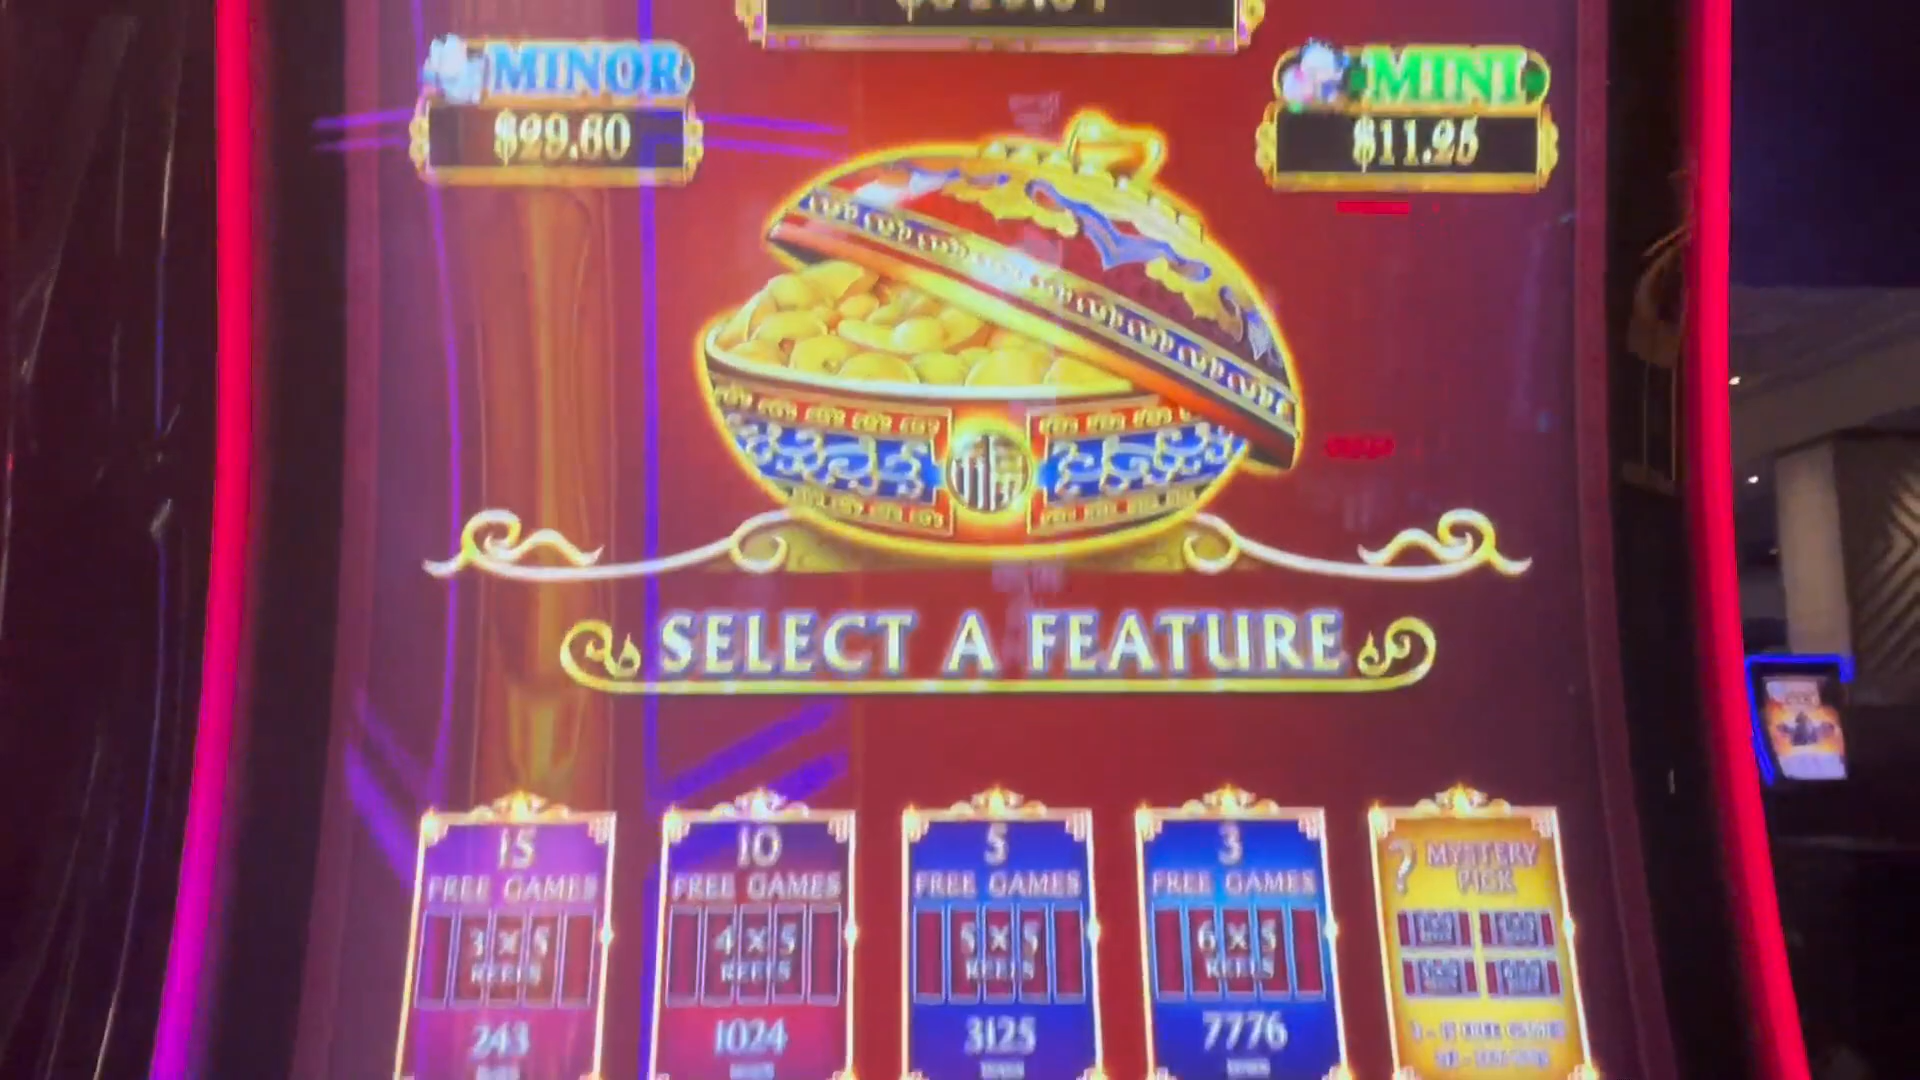 MINOR
$29.60
MINI
$11.25
SELECT A FEATURE
15
FREE GAMES
3 X 5
REELS
243
10
FREE GAMES
4 X 5
REELS
1024
5
FREE GAMES
5 X 5
REELS
3125
3
FREE GAMES
6 X 5
REELS
7776
? MYSTERY
PICK